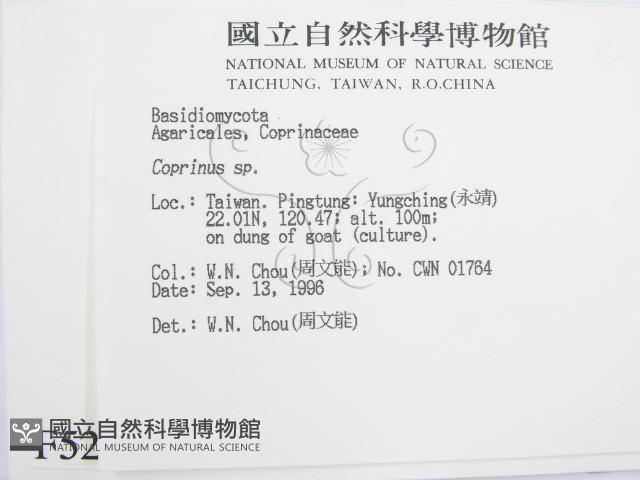 國立自然科學博物館
NATIONAL MUSEUM OF NATURAL SCIENCE
TAICHUNG, TAIWAN, R.O.CHINA
Basidiomycota
Agaricales, Coprinaceae
Coprinus sp.
Loc.: Taiwan. Pingtung: Yungching(永靖)
22.01N, 120.47; alt. 100m;
on dung of goat (culture).
Col.: W.N. Chou(周文能); No. CWN 01764
Date: Sep. 13, 1996
Det.: W.N. Chou(周文能)
國立自然科學博物館
NATIONAL MUSEUM OF NATURAL SCIENCE
F52